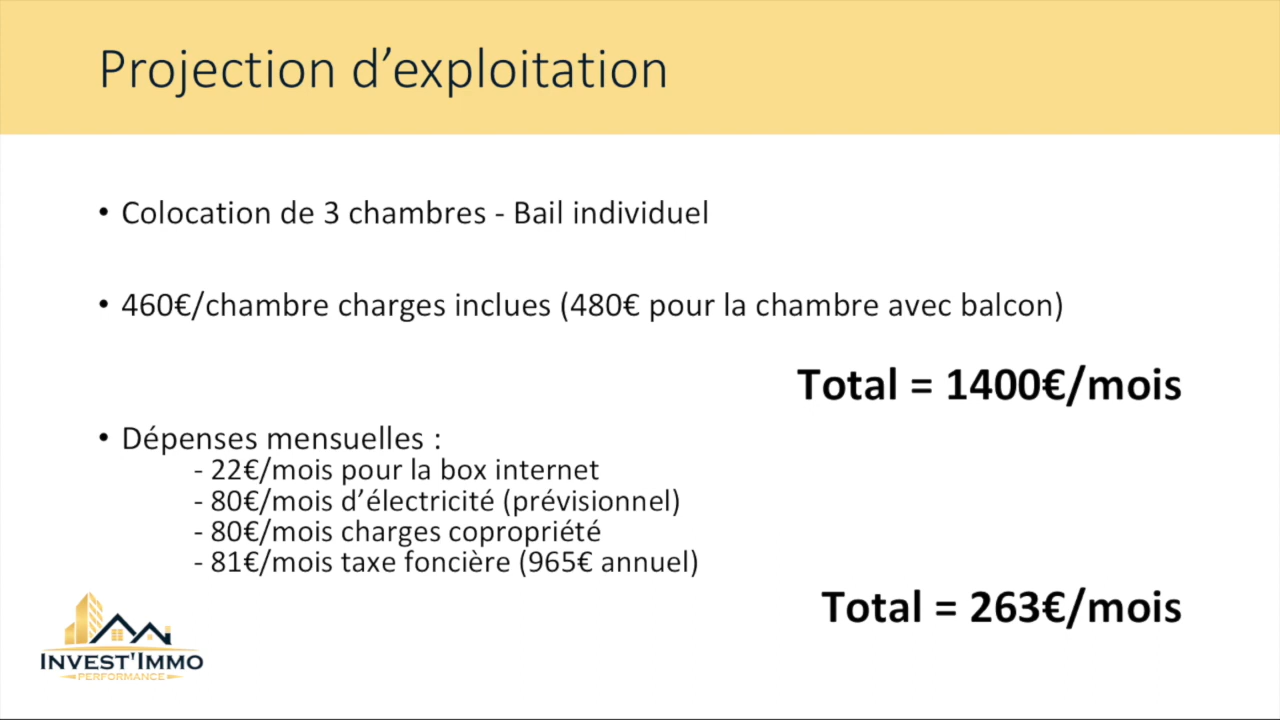 Projection d’exploitation
• Colocation de 3 chambres - Bail individuel
• 460€/chambre charges inclues (480€ pour la chambre avec balcon)
Total = 1400€/mois
• Dépenses mensuelles :
- 22€/mois pour la box internet
- 80€/mois d’électricité (prévisionnel)
- 80€/mois charges copropriété
- 81€/mois taxe foncière (965€ annuel)
Total = 263€/mois
INVEST'IMMO
PERFORMANCE